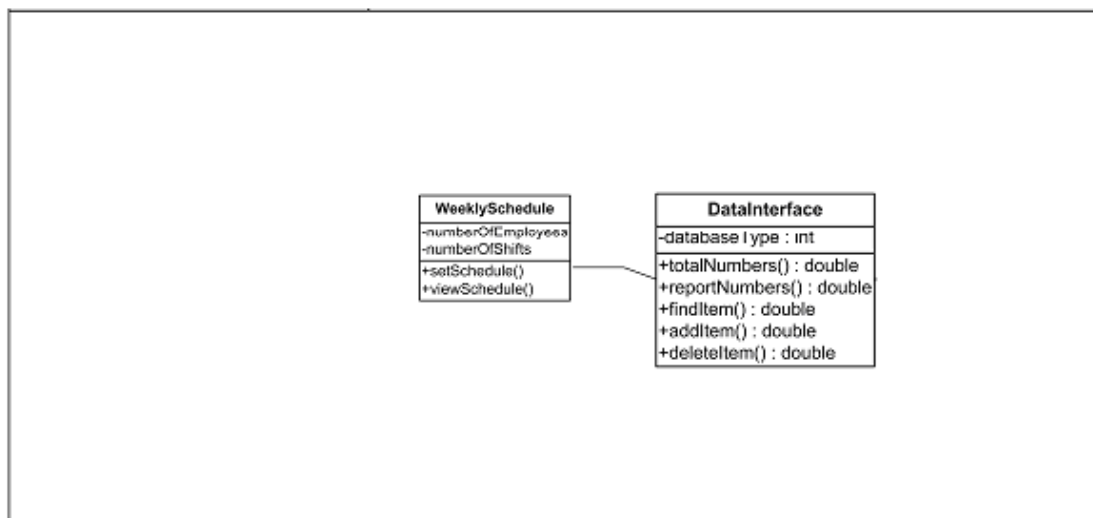 WeeklySchedule
-numberOfEmployees
-numberOfShifts
+setSchedule()
+viewSchedule()
DataInterface
-databaseType : int
+totalNumbers() : double
+reportNumbers() : double
+findItem() : double
+addItem() : double
+deleteItem() : double